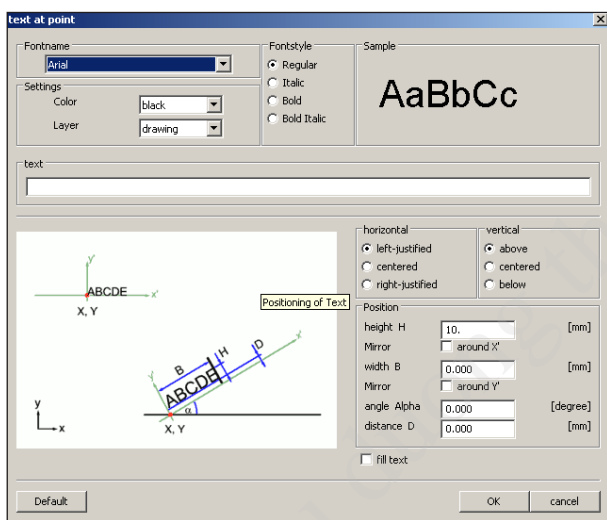 text at point
Fontname
Arial
Settings
Color black
Layer drawing
Fontstyle
Regular
Italic
Bold
Bold Italic
Sample
AaBbCc
text
y'
ABCDE x'
X, Y
Positioning of Text
x'
D
H
B
ABCDE
Y'
α
X, Y
y
x
horizontal
left-justified
centered
right-justified
vertical
above
centered
below
Position
height H 10. [mm]
Mirror around X'
width B 0.000 [mm]
Mirror around Y'
angle Alpha 0.000 [degree]
distance D 0.000 [mm]
fill text
Default OK cancel